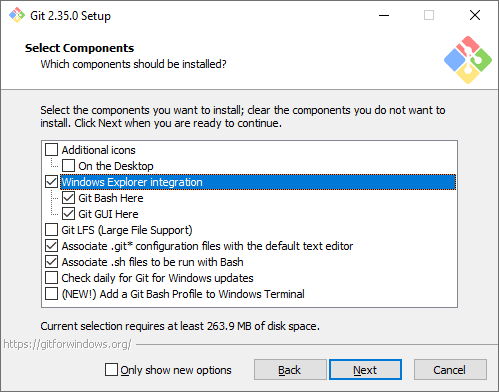 Git 2.35.0 Setup
Select Components
Which components should be installed?
Select the components you want to install; clear the components you do not want to
install. Click Next when you are ready to continue.
Additional icons
On the Desktop
Windows Explorer integration
Git Bash Here
Git GUI Here
Git LFS (Large File Support)
Associate .git* configuration files with the default text editor
Associate .sh files to be run with Bash
Check daily for Git for Windows updates
(NEW!) Add a Git Bash Profile to Windows Terminal
Current selection requires at least 263.9 MB of disk space.
https://gitforwindows.org/
Only show new options
Back
Next
Cancel